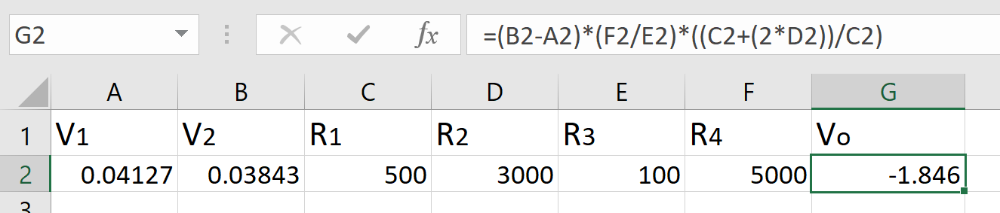 G2 fx =(B2-A2)*(F2/E2)*((C2+(2*D2))/C2)
A B C D E F G
1 V1 V2 R1 R2 R3 R4 Vo
2 0.04127 0.03843 500 3000 100 5000 -1.846
3